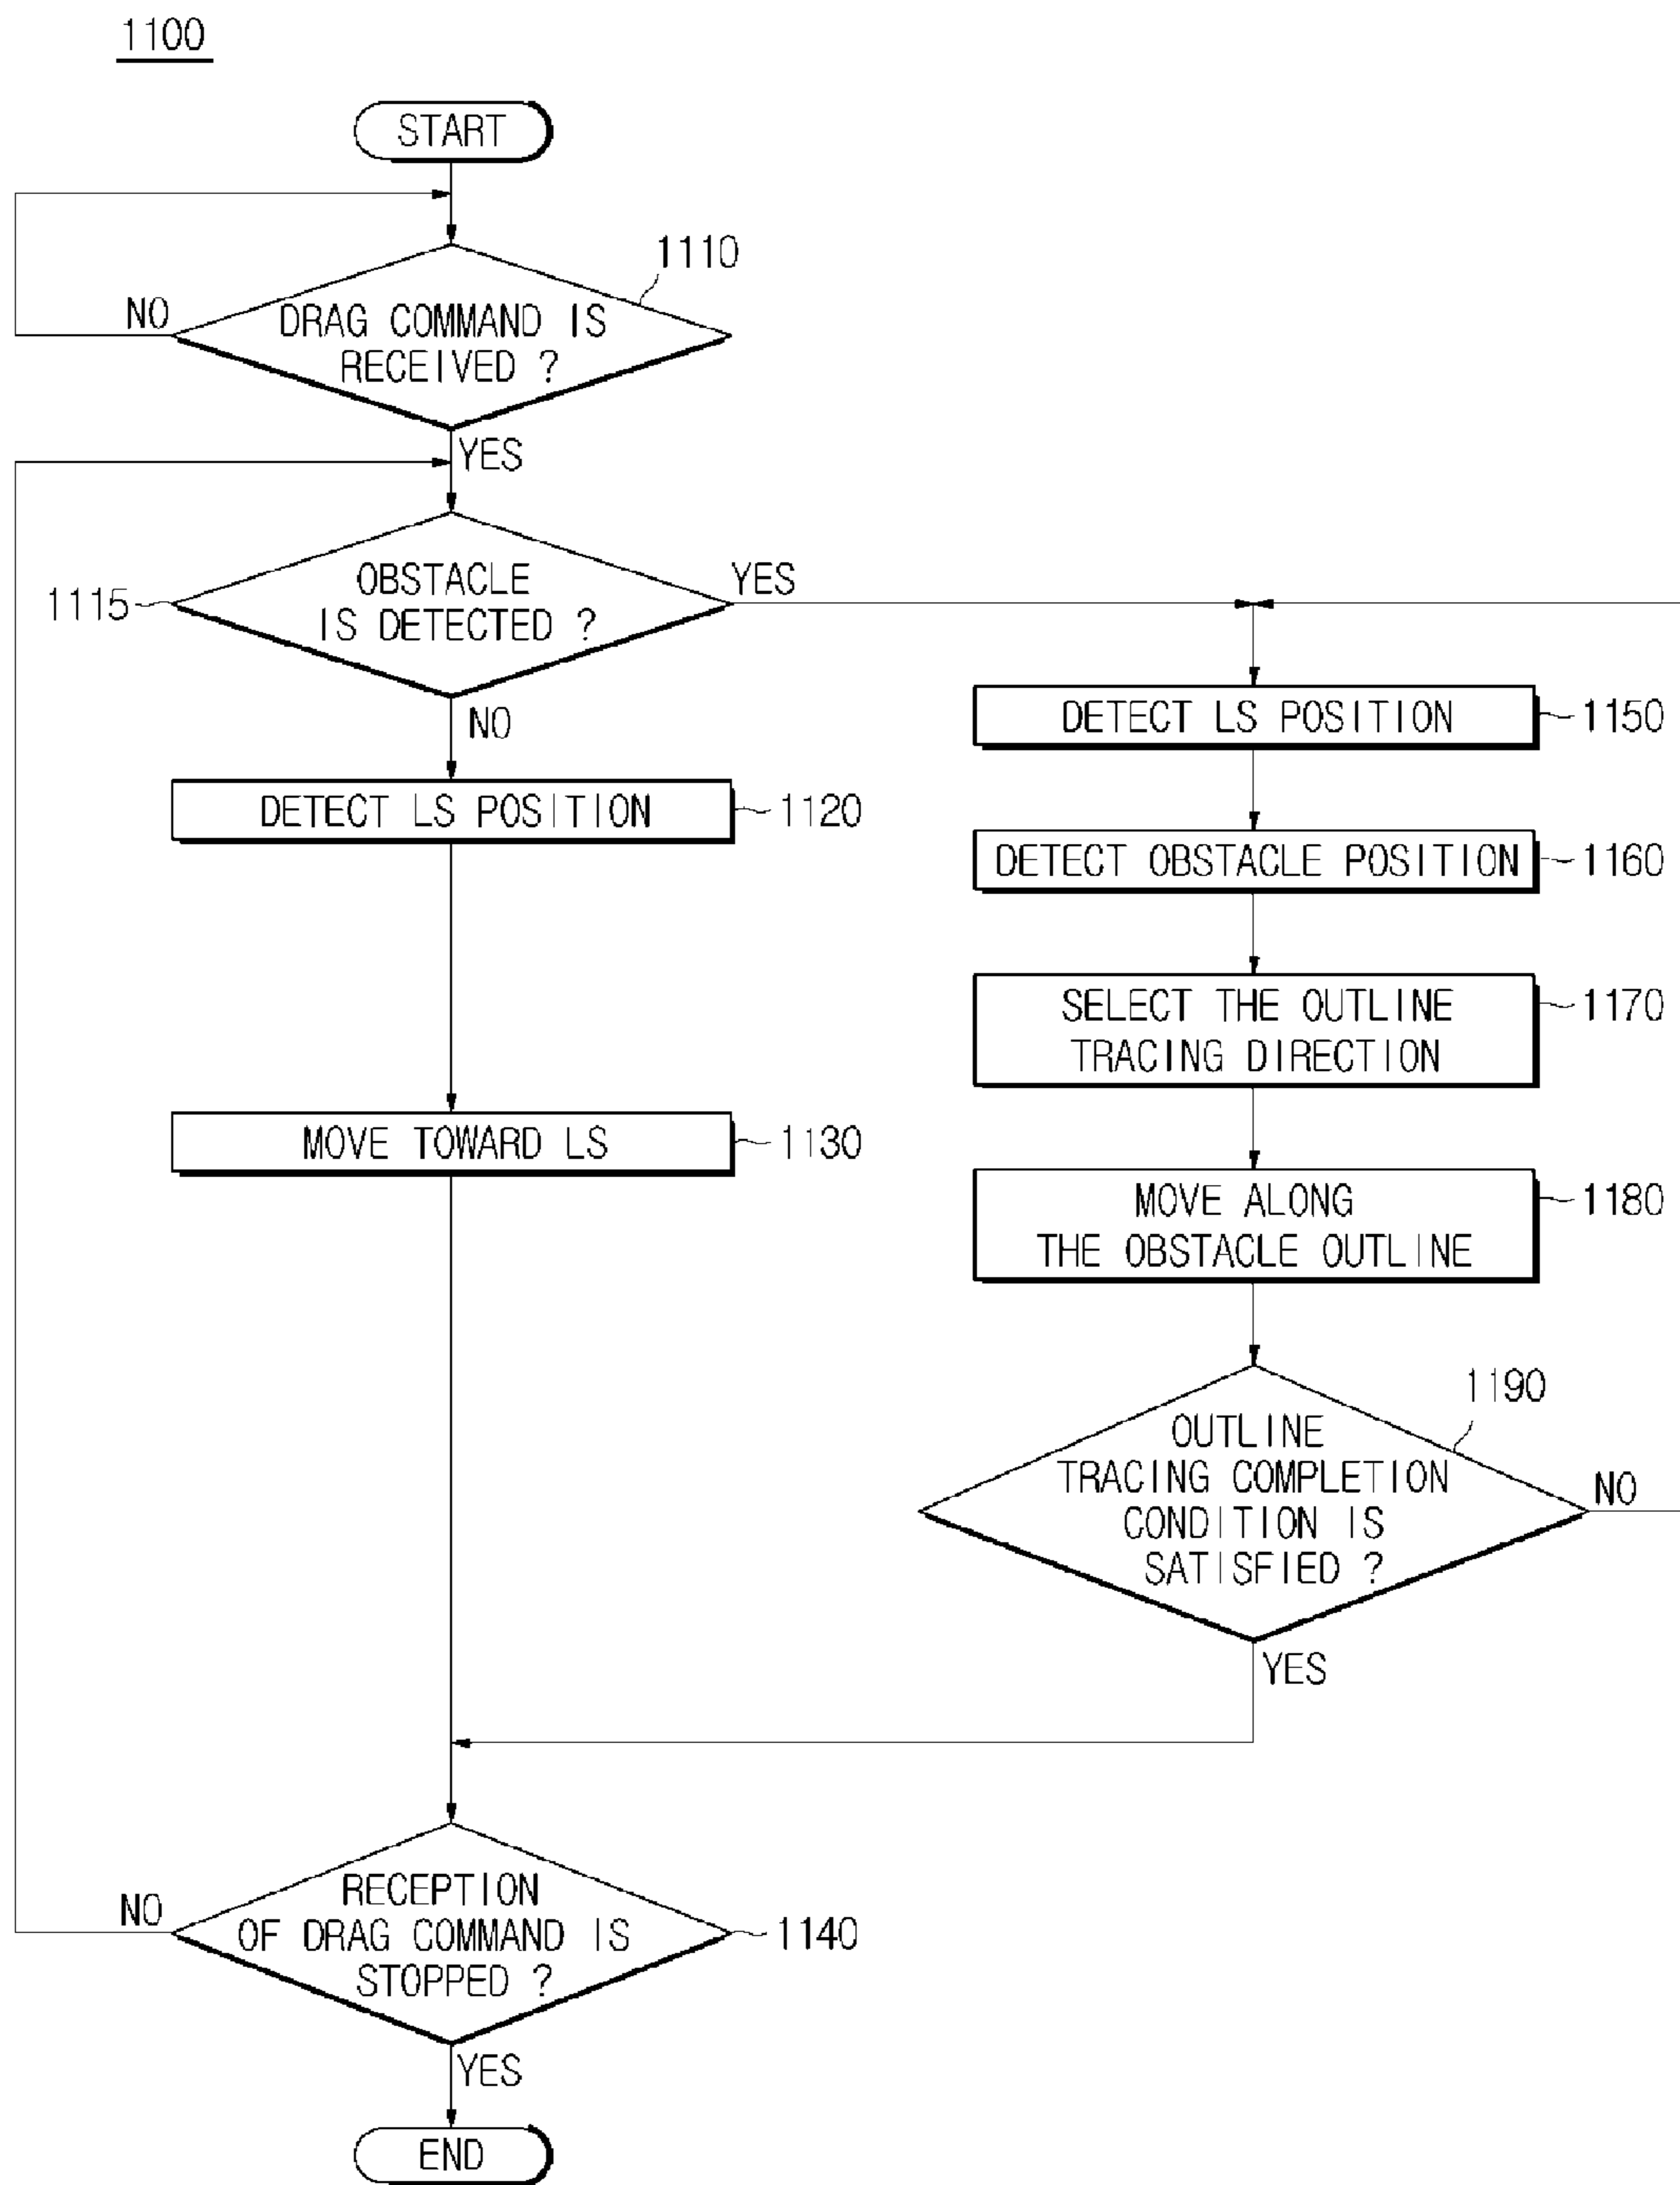 1100
START
1110
NO
DRAG COMMAND IS
RECEIVED ?
YES
1115
OBSTACLE
IS DETECTED ?
YES
NO
DETECT LS POSITION
1120
MOVE TOWARD LS
1130
DETECT LS POSITION
1150
DETECT OBSTACLE POSITION
1160
SELECT THE OUTLINE
TRACING DIRECTION
1170
MOVE ALONG
THE OBSTACLE OUTLINE
1180
1190
OUTLINE
TRACING COMPLETION
CONDITION IS
SATISFIED ?
NO
YES
NO
RECEPTION
OF DRAG COMMAND IS
STOPPED ?
1140
YES
END